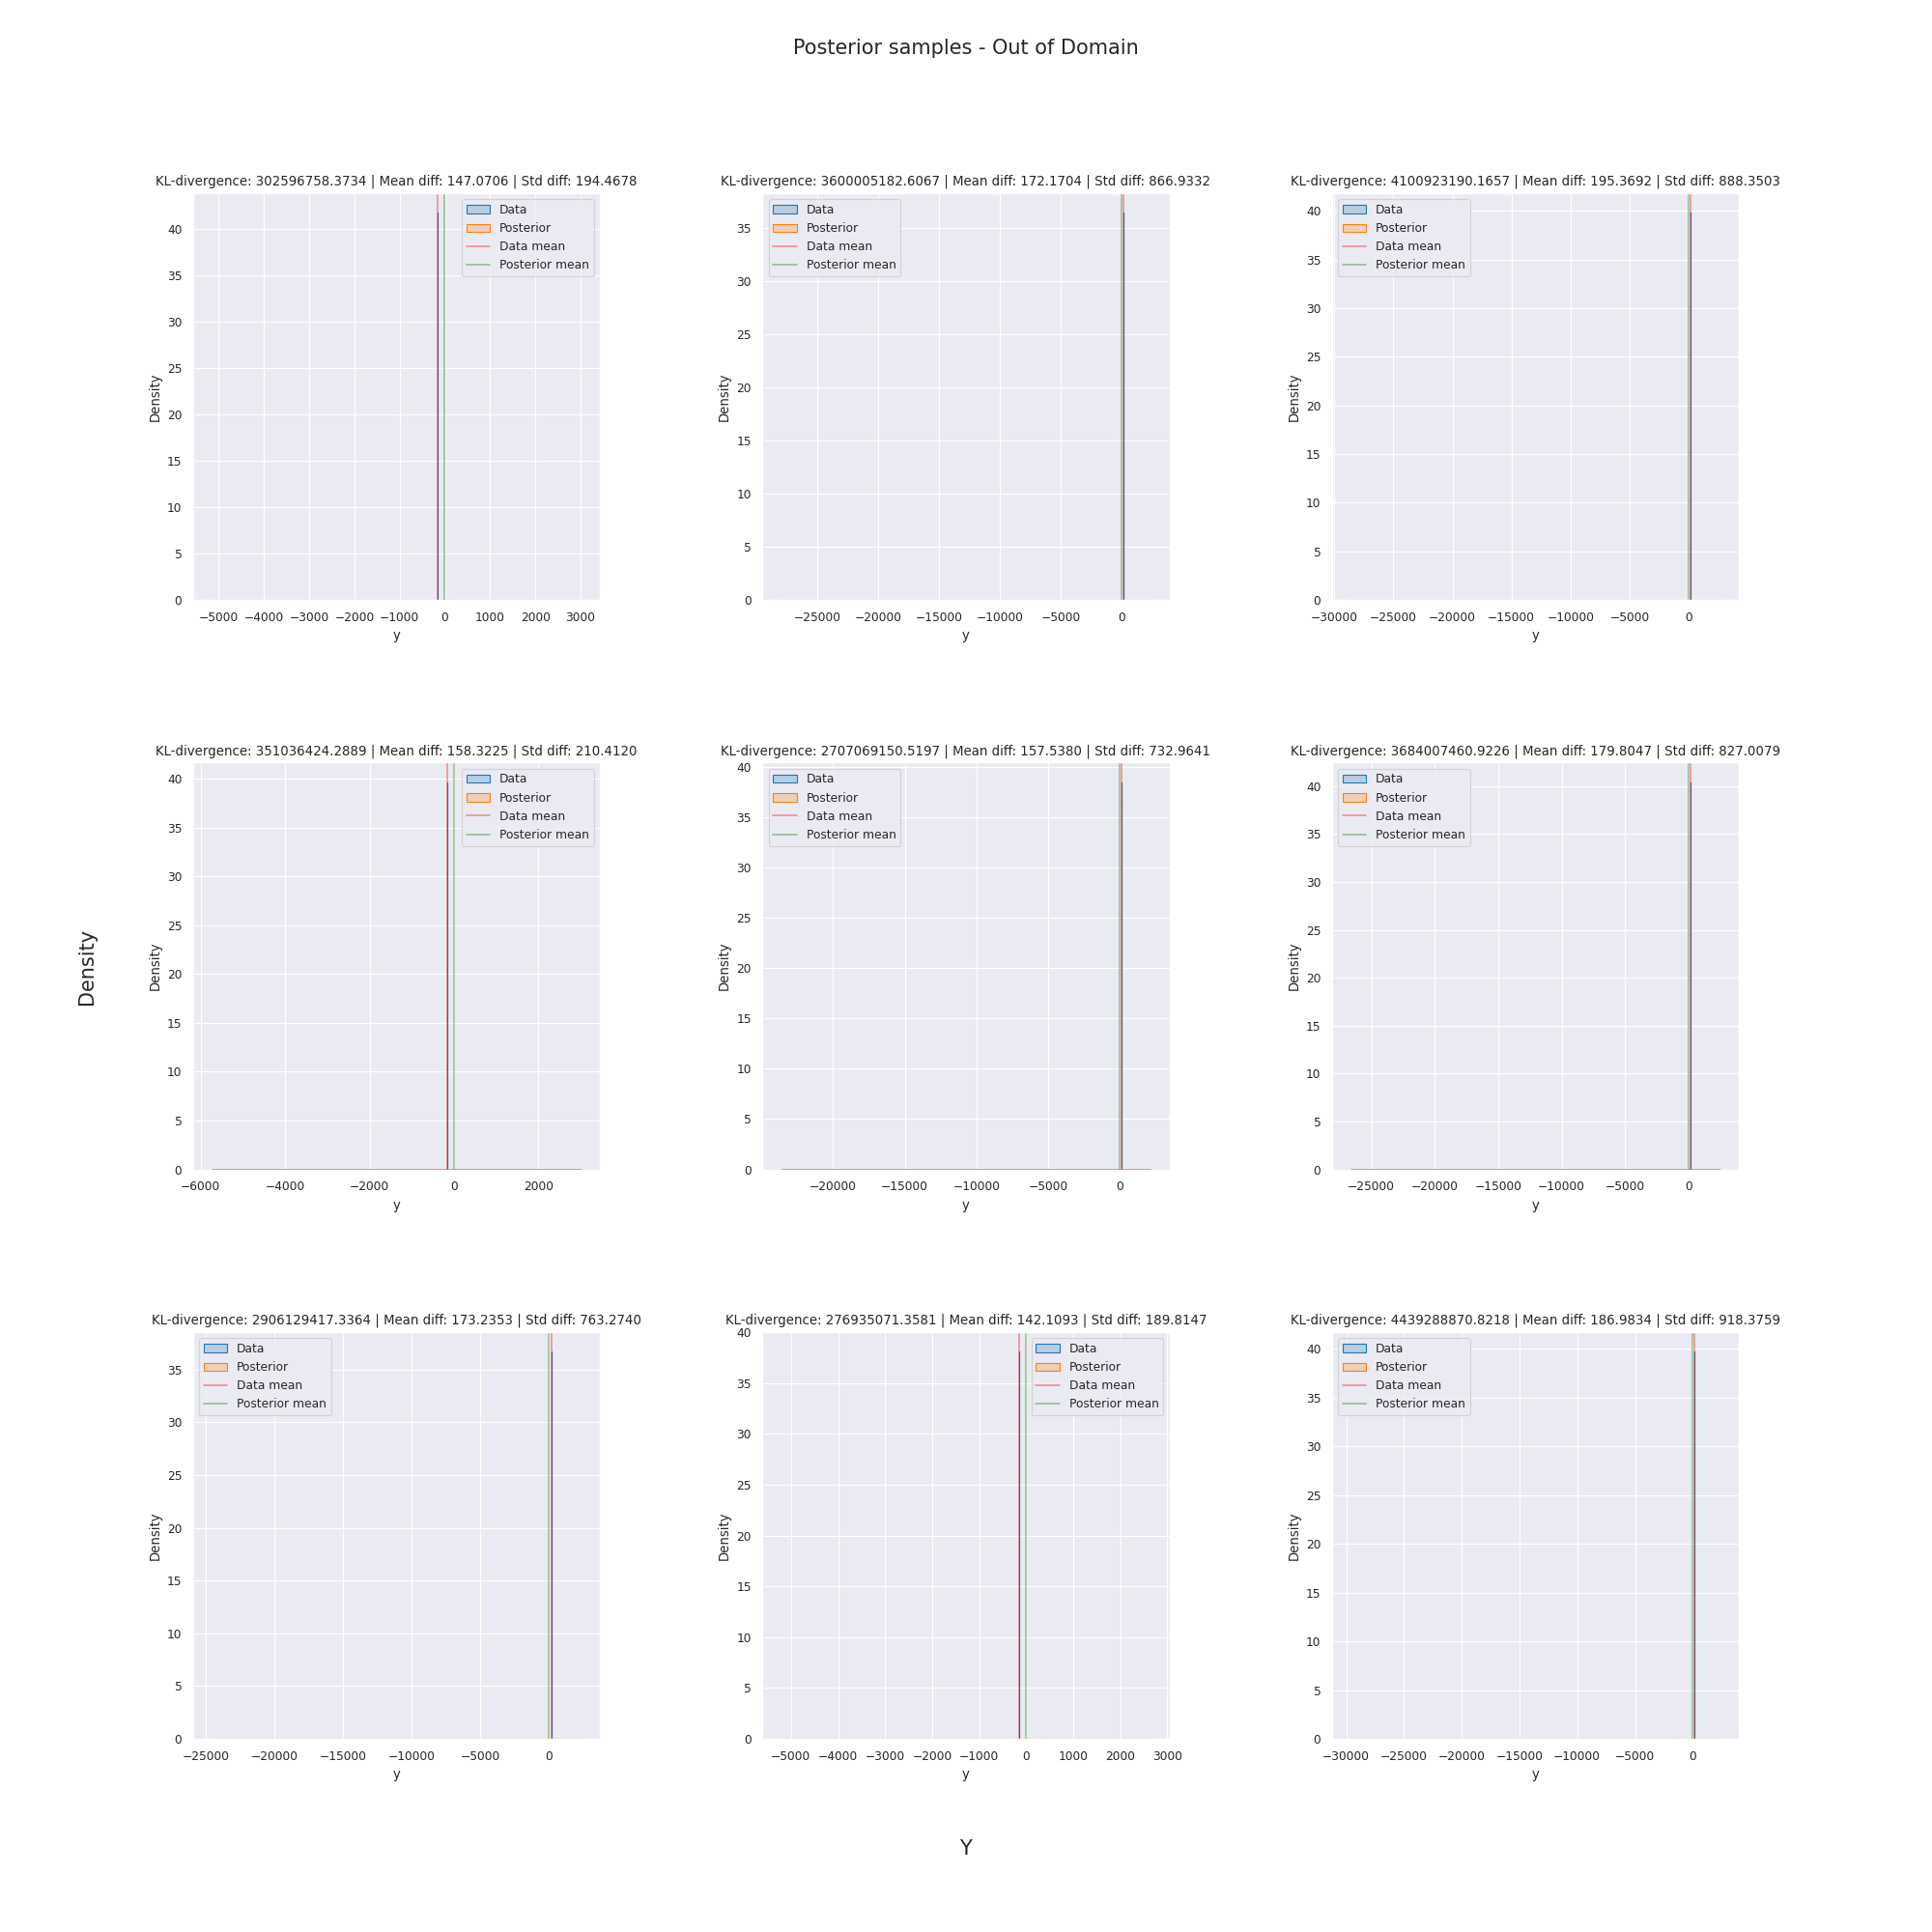 Posterior samples - Out of Domain
KL-divergence: 302596758.3734 | Mean diff: 147.0706 | Std diff: 194.4678
Data
Posterior
Data mean
Posterior mean
40
35
30
25
20
15
10
5
0
Density
−5000 −4000 −3000 −2000 −1000 0 1000 2000 3000
y
KL-divergence: 3600005182.6067 | Mean diff: 172.1704 | Std diff: 866.9332
Data
Posterior
Data mean
Posterior mean
35
30
25
20
15
10
5
0
Density
−25000 −20000 −15000 −10000 −5000 0
y
KL-divergence: 4100923190.1657 | Mean diff: 195.3692 | Std diff: 888.3503
Data
Posterior
Data mean
Posterior mean
40
35
30
25
20
15
10
5
0
Density
−30000 −25000 −20000 −15000 −10000 −5000 0
y
KL-divergence: 351036424.2889 | Mean diff: 158.3225 | Std diff: 210.4120
Data
Posterior
Data mean
Posterior mean
40
35
30
25
20
15
10
5
0
Density
−6000 −4000 −2000 0 2000
y
KL-divergence: 2707069150.5197 | Mean diff: 157.5380 | Std diff: 732.9641
Data
Posterior
Data mean
Posterior mean
40
35
30
25
20
15
10
5
0
Density
−20000 −15000 −10000 −5000 0
y
KL-divergence: 3684007460.9226 | Mean diff: 179.8047 | Std diff: 827.0079
Data
Posterior
Data mean
Posterior mean
40
35
30
25
20
15
10
5
0
Density
−25000 −20000 −15000 −10000 −5000 0
y
Density
KL-divergence: 2906129417.3364 | Mean diff: 173.2353 | Std diff: 763.2740
Data
Posterior
Data mean
Posterior mean
35
30
25
20
15
10
5
0
Density
−25000 −20000 −15000 −10000 −5000 0
y
KL-divergence: 276935071.3581 | Mean diff: 142.1093 | Std diff: 189.8147
Data
Posterior
Data mean
Posterior mean
40
35
30
25
20
15
10
5
0
Density
−5000 −4000 −3000 −2000 −1000 0 1000 2000 3000
y
KL-divergence: 4439288870.8218 | Mean diff: 186.9834 | Std diff: 918.3759
Data
Posterior
Data mean
Posterior mean
40
35
30
25
20
15
10
5
0
Density
−30000 −25000 −20000 −15000 −10000 −5000 0
y
Y